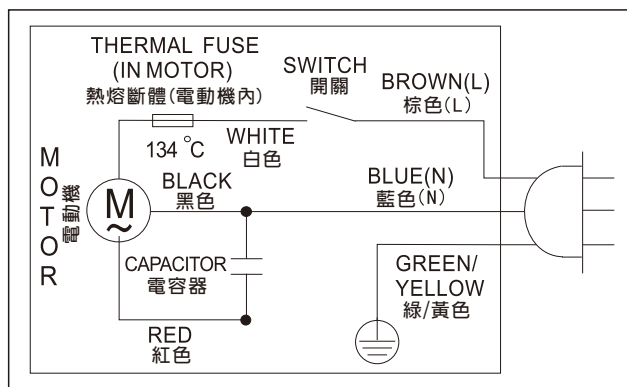 THERMAL FUSE
(IN MOTOR)
熱熔斷體(電動機內)
134 °C
SWITCH
開關
BROWN(L)
棕色(L)
WHITE
白色
MOTOR
電動機
M
~
BLACK
黑色
BLUE(N)
藍色(N)
CAPACITOR
電容器
GREEN/
YELLOW
綠/黃色
RED
紅色